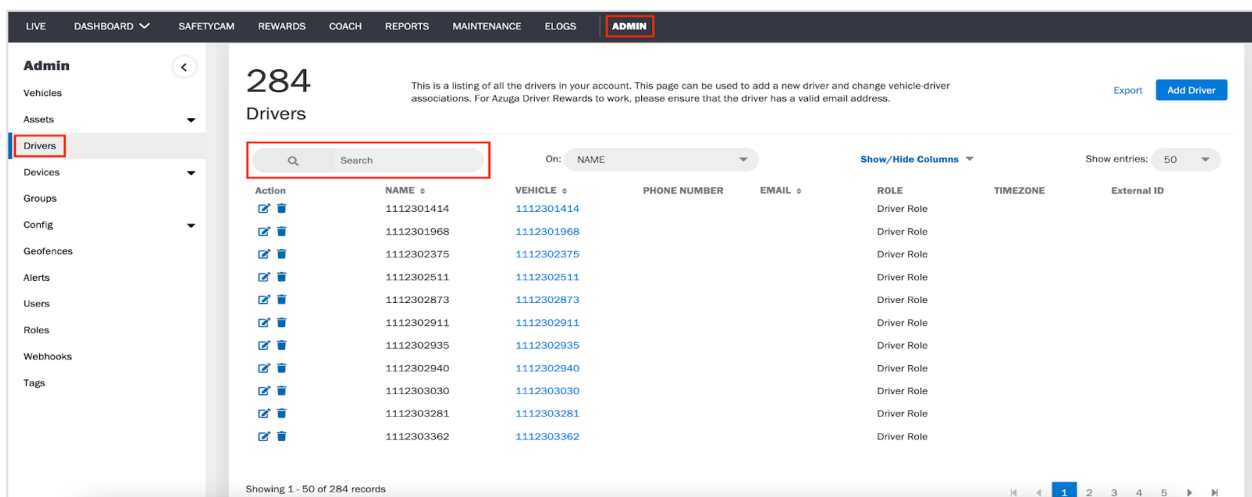 LIVE DASHBOARD SAFETYCAM REWARDS COACH REPORTS MAINTENANCE ELOGS ADMIN
Admin
Vehicles
Assets
Drivers
Devices
Groups
Config
Geofences
Alerts
Users
Roles
Webhooks
Tags
284
Drivers
This is a listing of all the drivers in your account. This page can be used to add a new driver and change vehicle-driver
associations. For Azuga Driver Rewards to work, please ensure that the driver has a valid email address.
Export Add Driver
Search On: NAME Show/Hide Columns Show entries: 50
Action NAME VEHICLE PHONE NUMBER EMAIL ROLE TIMEZONE External ID
1112301414 1112301414 Driver Role
1112301968 1112301968 Driver Role
1112302375 1112302375 Driver Role
1112302511 1112302511 Driver Role
1112302873 1112302873 Driver Role
1112302911 1112302911 Driver Role
1112302935 1112302935 Driver Role
1112302940 1112302940 Driver Role
1112303030 1112303030 Driver Role
1112303281 1112303281 Driver Role
1112303362 1112303362 Driver Role
Showing 1 - 50 of 284 records 1 2 3 4 5